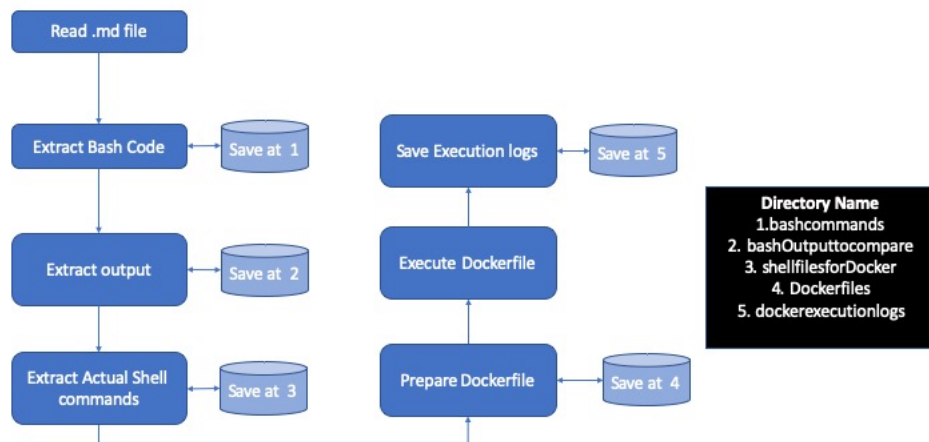 Read .md file
Extract Bash Code
Save at 1
Extract output
Save at 2
Extract Actual Shell
commands
Save at 3
Save Execution logs
Save at 5
Execute Dockerfile
Prepare Dockerfile
Save at 4
Directory Name
1.bashcommands
2. bashOutputtocompare
3. shellfilesforDocker
4. Dockerfiles
5. dockerexecutionlogs